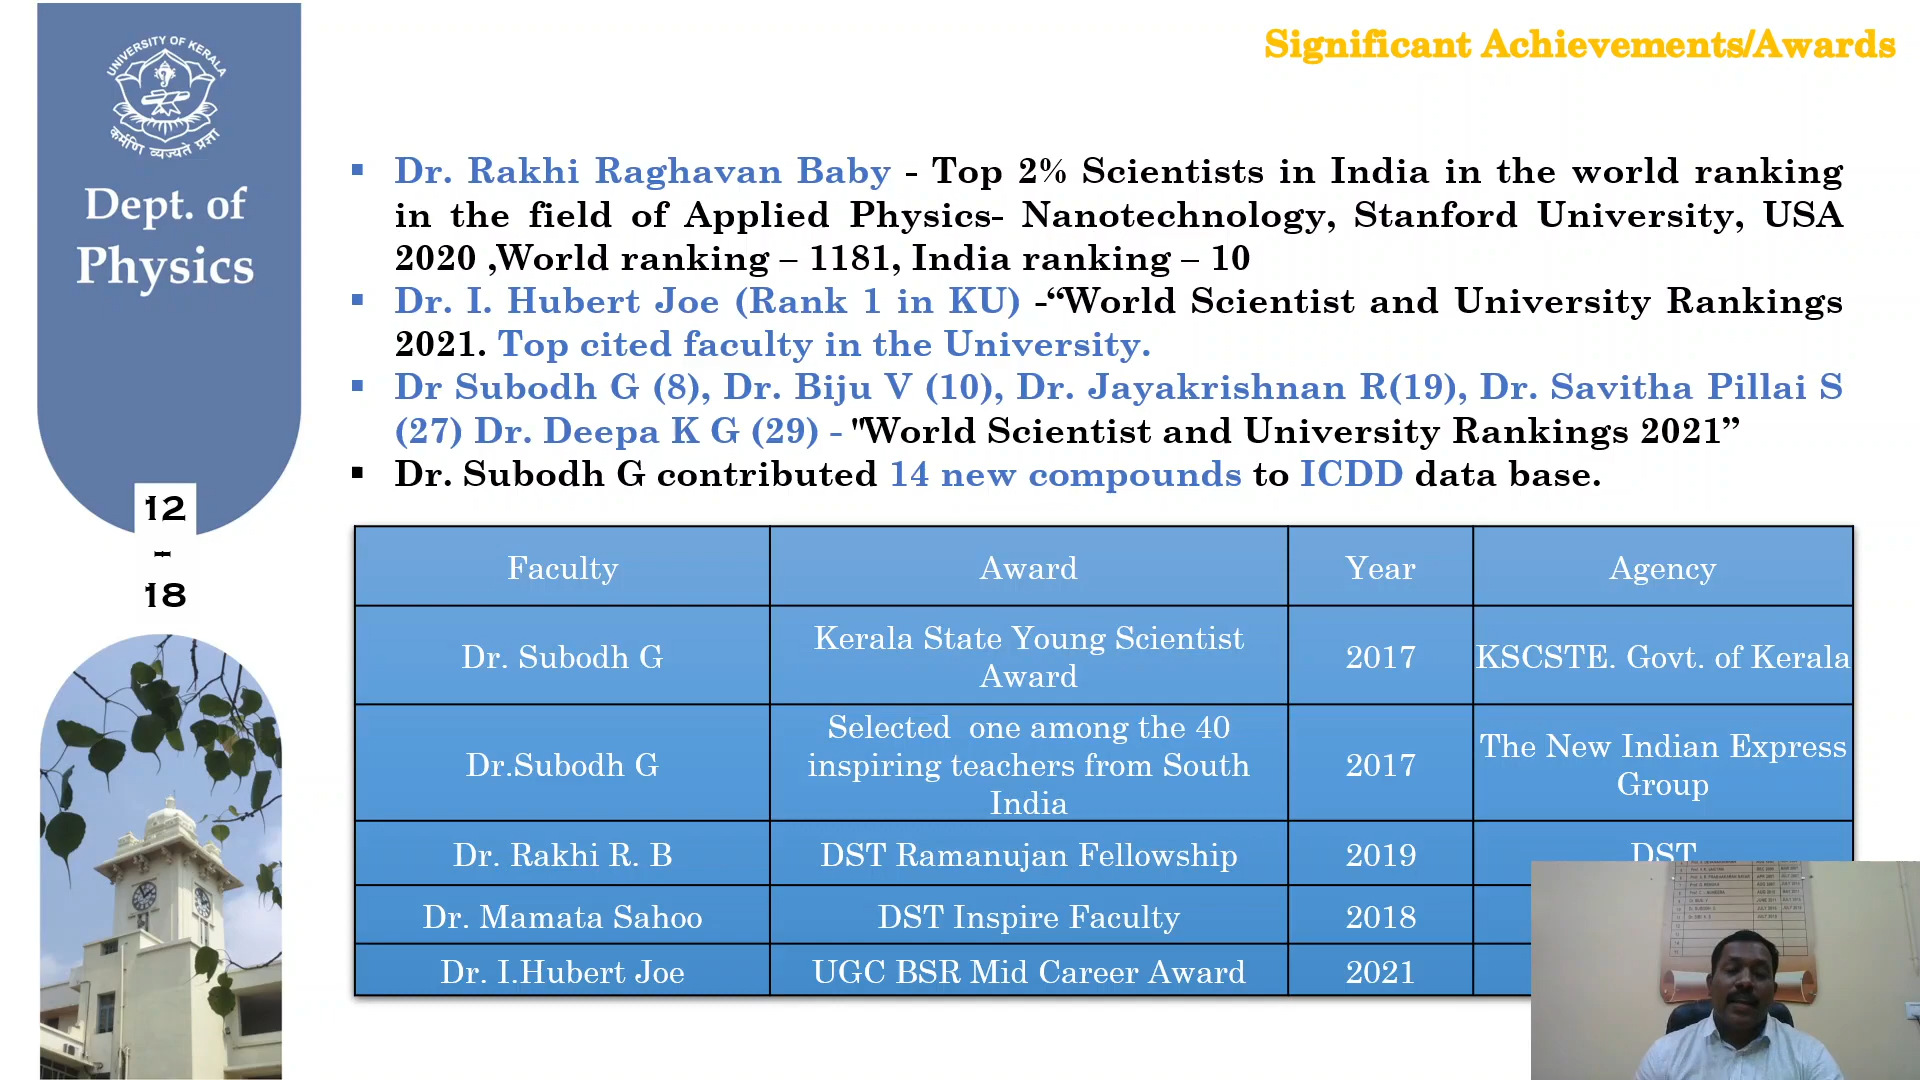 Significant Achievements/Awards
UNIVERSITY OF KERALA
कर्मणि व्यज्यते प्रज्ञा
Dept. of
Physics
12
-
18
▪ Dr. Rakhi Raghavan Baby - Top 2% Scientists in India in the world ranking
in the field of Applied Physics- Nanotechnology, Stanford University, USA
2020 ,World ranking – 1181, India ranking – 10
▪ Dr. I. Hubert Joe (Rank 1 in KU) -“World Scientist and University Rankings
2021. Top cited faculty in the University.
▪ Dr Subodh G (8), Dr. Biju V (10), Dr. Jayakrishnan R(19), Dr. Savitha Pillai S
(27) Dr. Deepa K G (29) - "World Scientist and University Rankings 2021”
▪ Dr. Subodh G contributed 14 new compounds to ICDD data base.
Faculty Award Year Agency
Dr. Subodh G Kerala State Young Scientist
Award 2017 KSCSTE. Govt. of Kerala
Dr.Subodh G Selected one among the 40
inspiring teachers from South
India 2017 The New Indian Express
Group
Dr. Rakhi R. B DST Ramanujan Fellowship 2019 DST
Dr. Mamata Sahoo DST Inspire Faculty 2018
Dr. I.Hubert Joe UGC BSR Mid Career Award 2021